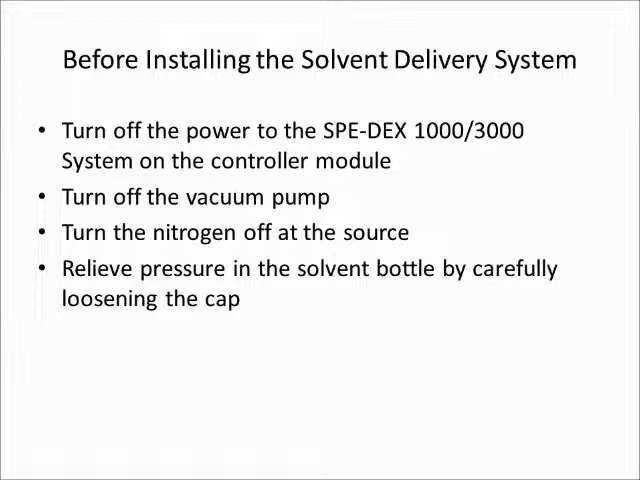 Before Installing the Solvent Delivery System
• Turn off the power to the SPE-DEX 1000/3000
System on the controller module
• Turn off the vacuum pump
• Turn the nitrogen off at the source
• Relieve pressure in the solvent bottle by carefully
loosening the cap